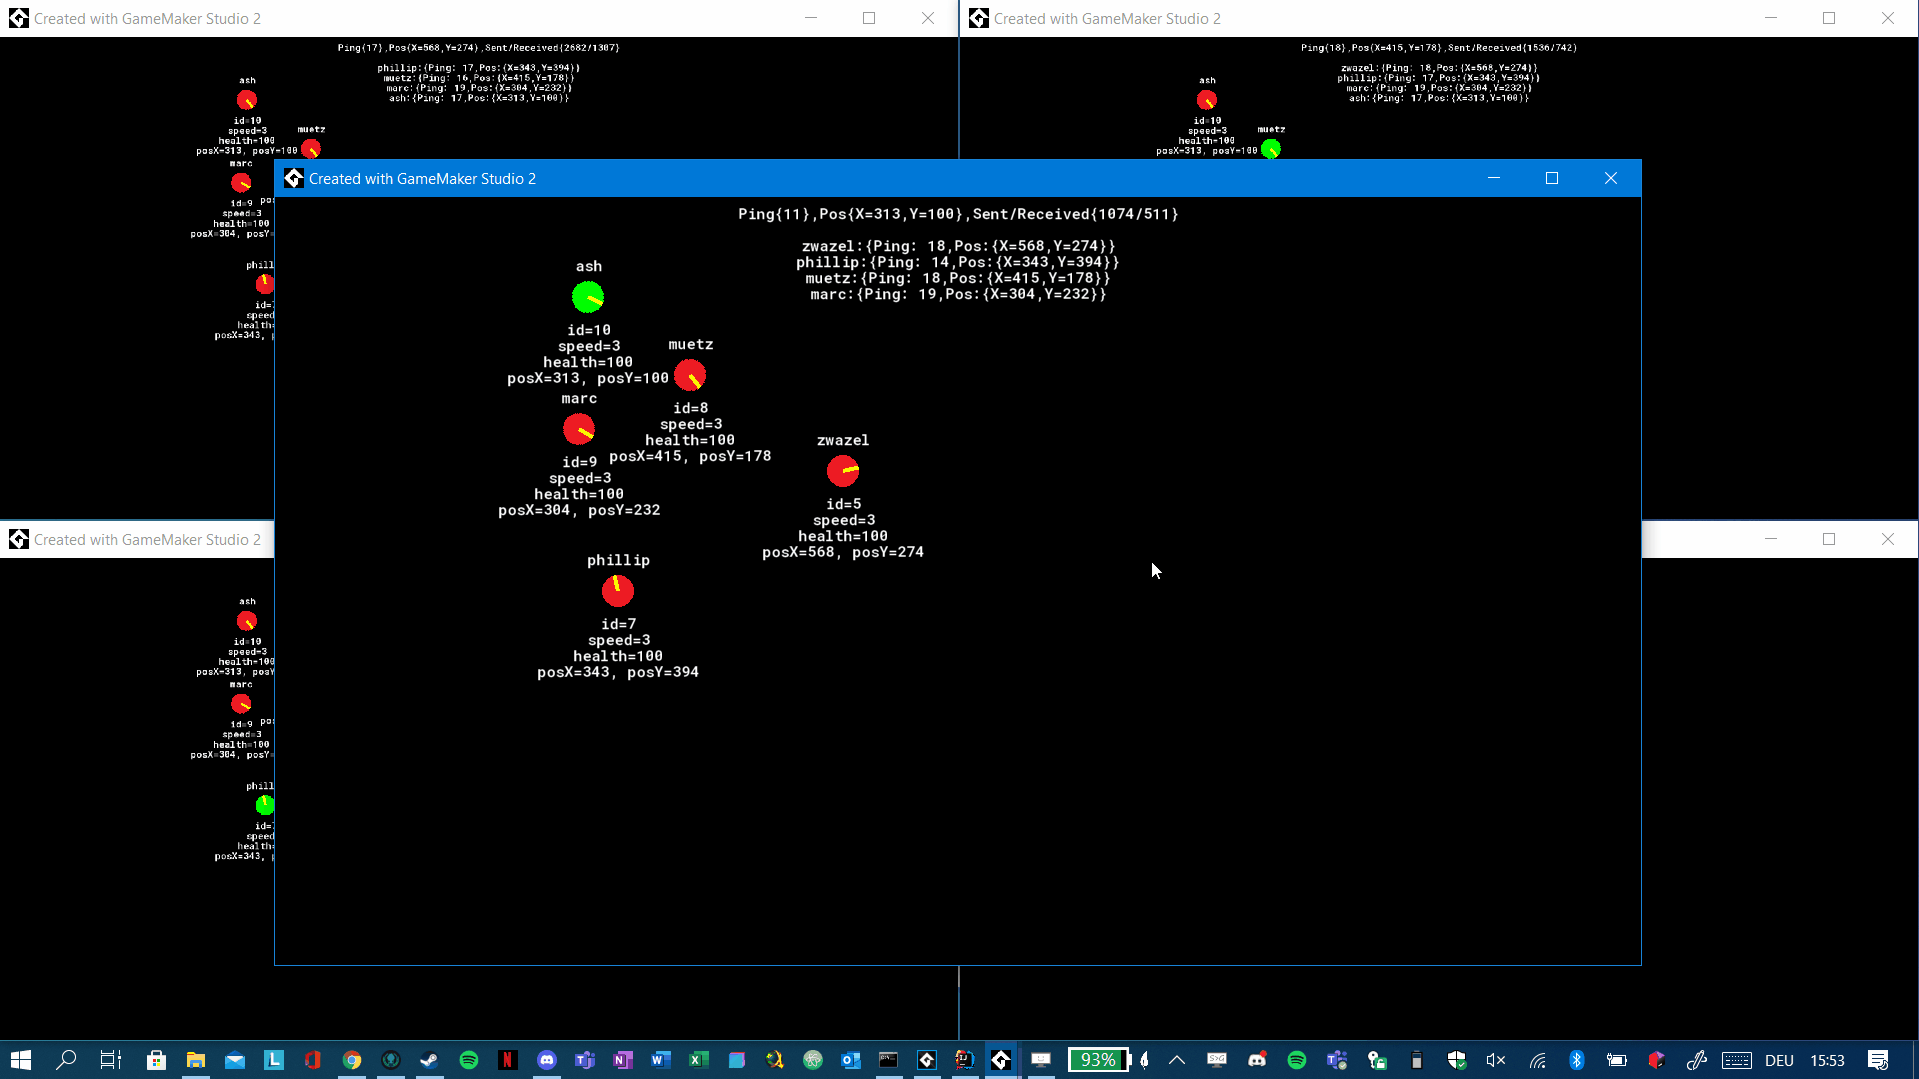 Created with GameMaker Studio 2
Ping{17},Pos{X=568,Y=274},Sent/Received{2682/1307}
phillip:{Ping: 17,Pos:{X=343,Y=394}}
muetz:{Ping: 16,Pos:{X=415,Y=178}}
marc:{Ping: 19,Pos:{X=304,Y=232}}
ash:{Ping: 17,Pos:{X=313,Y=100}}
ash
id=10
speed=3
health=100
posX=313, posY=100
muetz
marc
id=9
speed=3
health=100
posX=304, posY=
phill
speed
health=
posX=343,
Created with GameMaker Studio 2
Ping{18},Pos{X=415,Y=178},Sent/Received{1536/742}
zwazel:{Ping: 18,Pos:{X=568,Y=274}}
phillip:{Ping: 17,Pos:{X=343,Y=394}}
marc:{Ping: 19,Pos:{X=304,Y=232}}
ash:{Ping: 17,Pos:{X=313,Y=100}}
ash
id=10
speed=3
health=100
posX=313, posY=100
muetz
Created with GameMaker Studio 2
Ping{11},Pos{X=313,Y=100},Sent/Received{1074/511}
zwazel:{Ping: 18,Pos:{X=568,Y=274}}
phillip:{Ping: 14,Pos:{X=343,Y=394}}
muetz:{Ping: 18,Pos:{X=415,Y=178}}
marc:{Ping: 19,Pos:{X=304,Y=232}}
ash
id=10
speed=3
health=100
posX=313, posY=100
muetz
id=8
speed=3
health=100
posX=415, posY=178
marc
id=9
speed=3
health=100
posX=304, posY=232
zwazel
id=5
speed=3
health=100
posX=568, posY=274
phillip
id=7
speed=3
health=100
posX=343, posY=394
Created with GameMaker Studio 2
ash
id=10
speed=3
health=100
posX=313, posY
marc
id=9
speed=3
health=100
posX=304, posY=
phill
speed
health=
posX=343,
93%
DEU
15:53